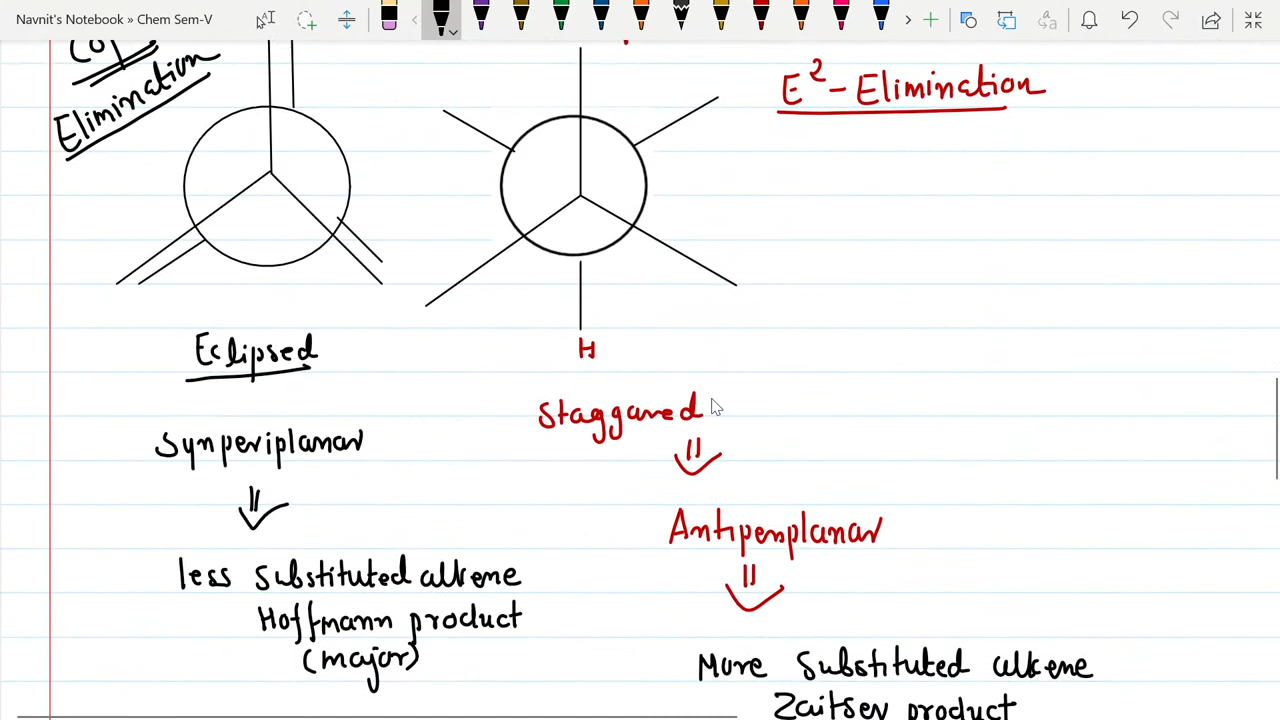 Navnit's Notebook » Chem Sem-V
Elimination
E²-Elimination
H
Eclipsed
Staggared
Synperiplanar
Antiperiplanar
less substituted alkene
Hoffmann product
(major)
More substituted alkene
Zaitsev product